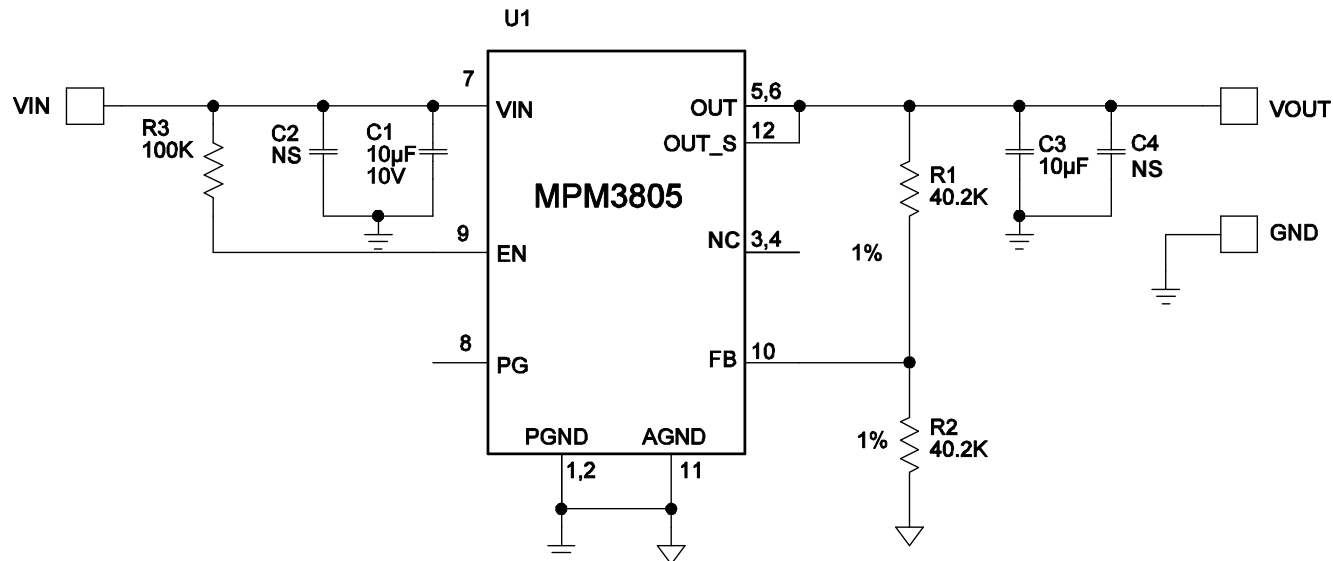 U1
VIN
7
VIN
R3
100K
C2
NS
C1
10µF
10V
9
EN
8
PG
MPM3805
OUT
5,6
OUT_S
12
NC
3,4
FB
10
PGND
1,2
AGND
11
R1
40.2K
1%
R2
40.2K
1%
C3
10µF
C4
NS
VOUT
GND